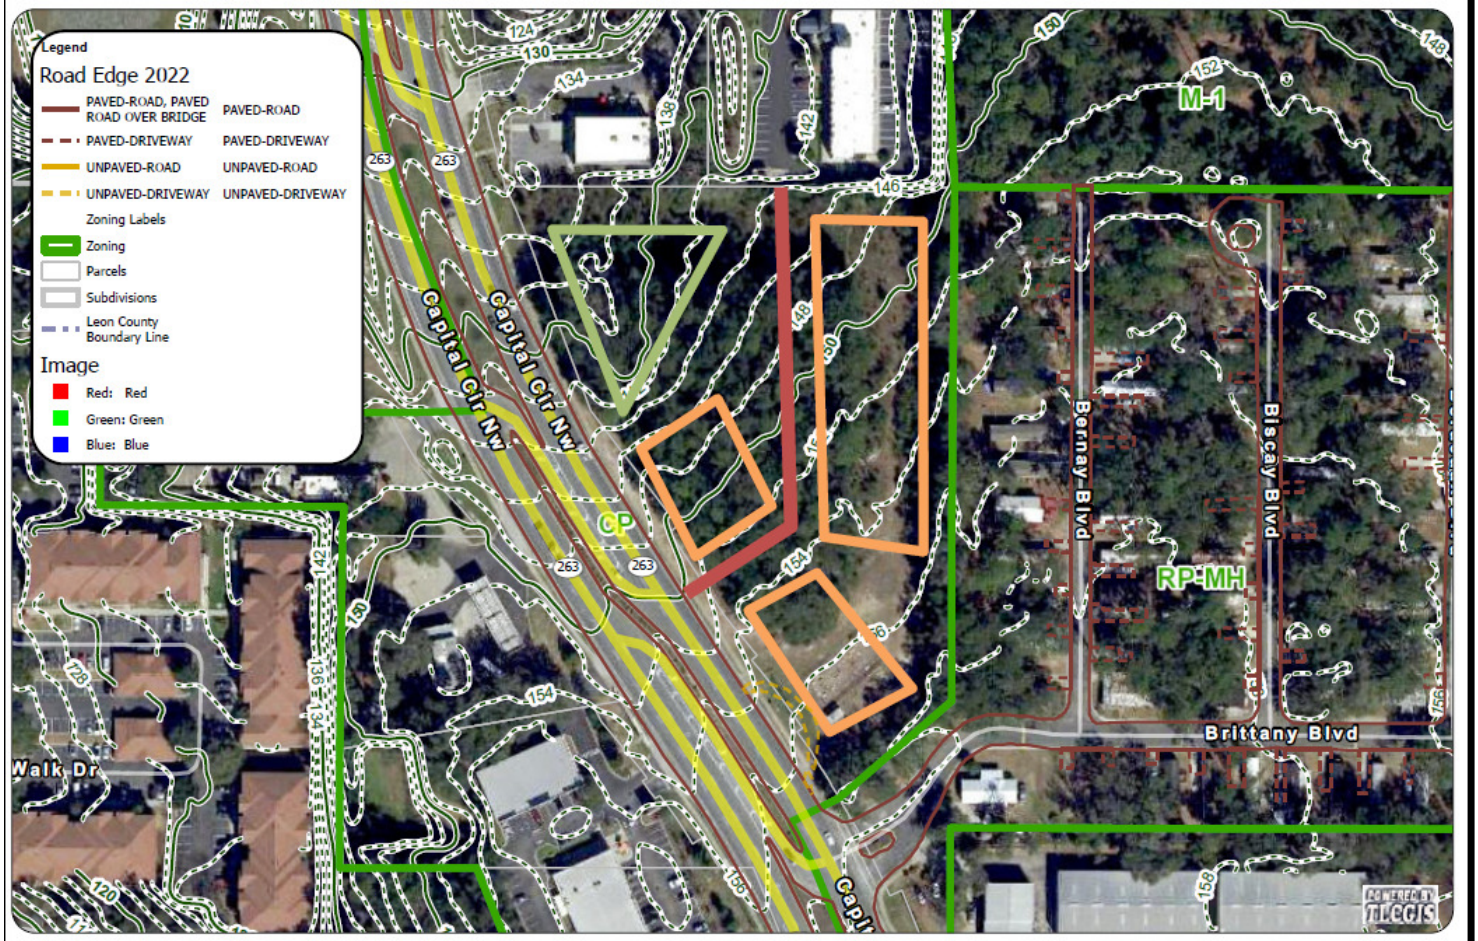 Legend
Road Edge 2022
PAVED-ROAD, PAVED
ROAD OVER BRIDGE
PAVED-ROAD
PAVED-DRIVEWAY
PAVED-DRIVEWAY
UNPAVED-ROAD
UNPAVED-ROAD
UNPAVED-DRIVEWAY
UNPAVED-DRIVEWAY
Zoning Labels
Zoning
Parcels
Subdivisions
Leon County
Boundary Line
Image
Red: Red
Green: Green
Blue: Blue
124
130
134
138
142
146
150
148
152
M-1
263
263
Capital Cir NW
Capital Cir NW
148
150
CP
263
263
154
156
142
150
136
134
128
154
Walk Dr
120
156
Bernay Blvd
Biscay Blvd
RP-MH
Brittany Blvd
156
158
POWERED BY
TLCGIS